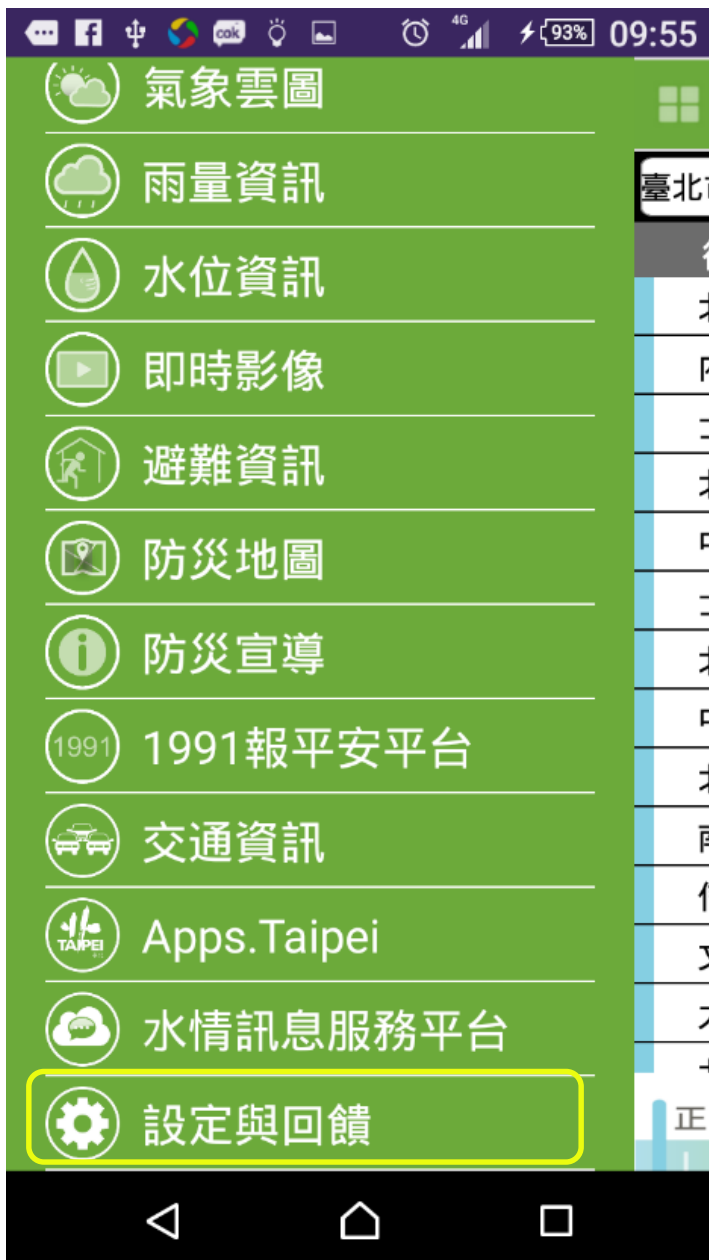 cok
4G
93%
09:55
氣象雲圖
雨量資訊
水位資訊
即時影像
避難資訊
防災地圖
防災宣導
1991
1991報平安平台
交通資訊
TAIPEI
Apps.Taipei
水情訊息服務平台
設定與回饋
臺北
正